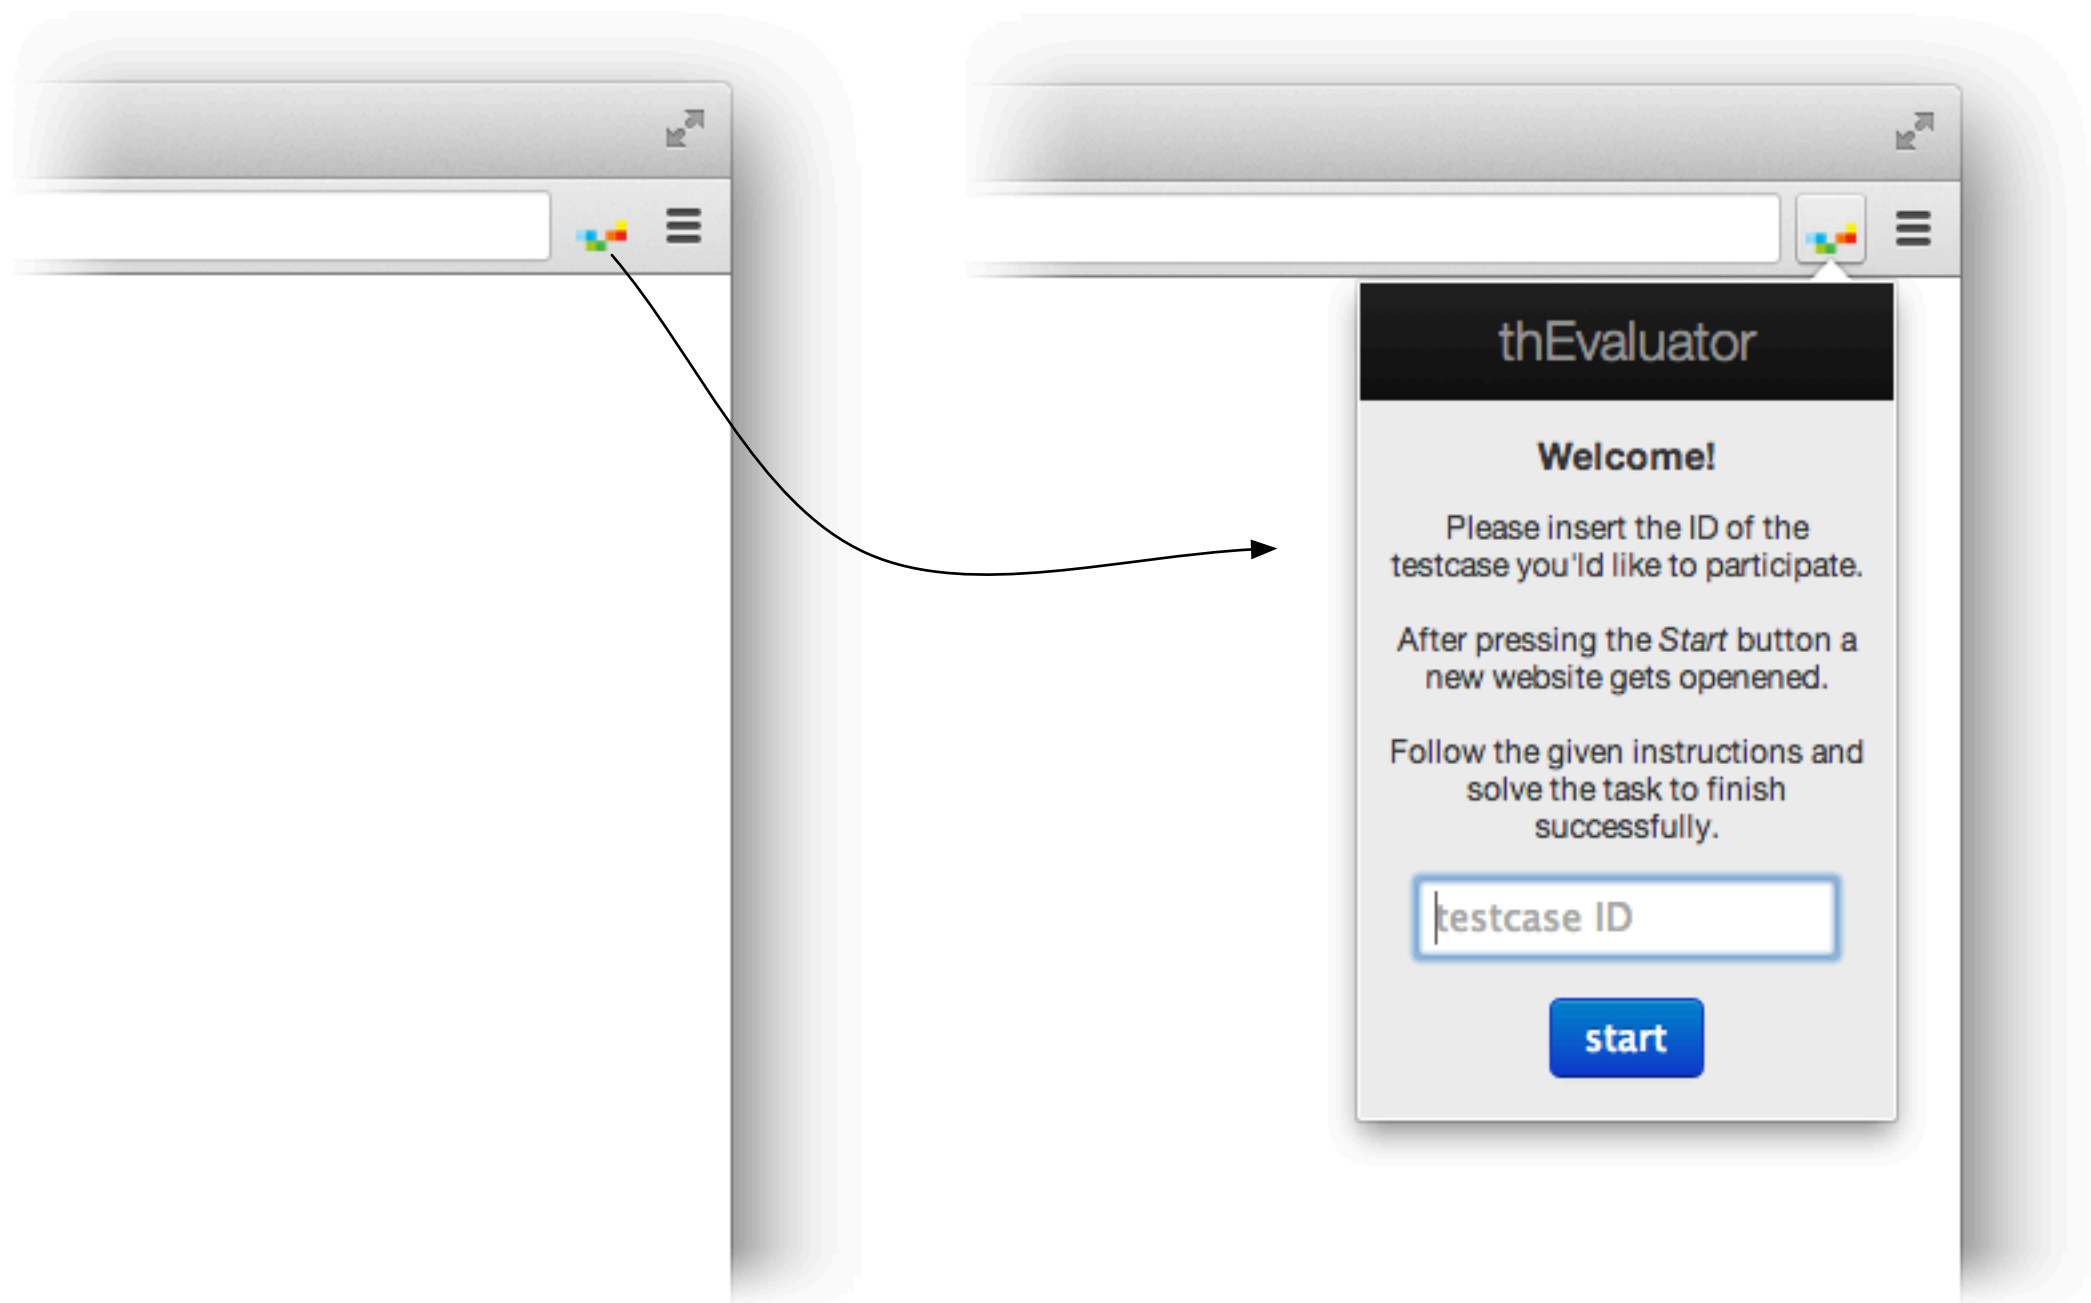 thEvaluator
Welcome!
Please insert the ID of the
testcase you'ld like to participate.
After pressing the Start button a
new website gets openened.
Follow the given instructions and
solve the task to finish
successfully.
testcase ID
start